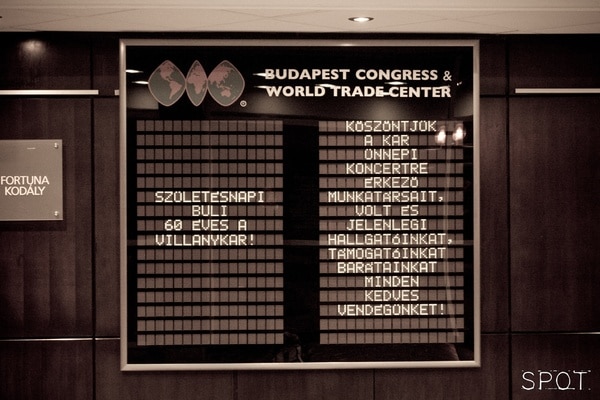 BUDAPEST CONGRESS &
WORLD TRADE CENTER
FORTUNA
KODÁLY
SZÜLETÉSNAPI
BULI
60 ÉVES A
VILLANYKAR!
KÖSZÖNTJÜK
A KAR
ÜNNEPI
KONCERTRE
ÉRKEZŐ
MUNKATÁRSAIT,
VOLT ÉS
JELENLEGI
HALLGATÓINKAT,
TÁMOGATÓINKAT
BARÁTAINKAT
MINDEN
KEDVES
VENDÉGÜNKET!
SPOT.